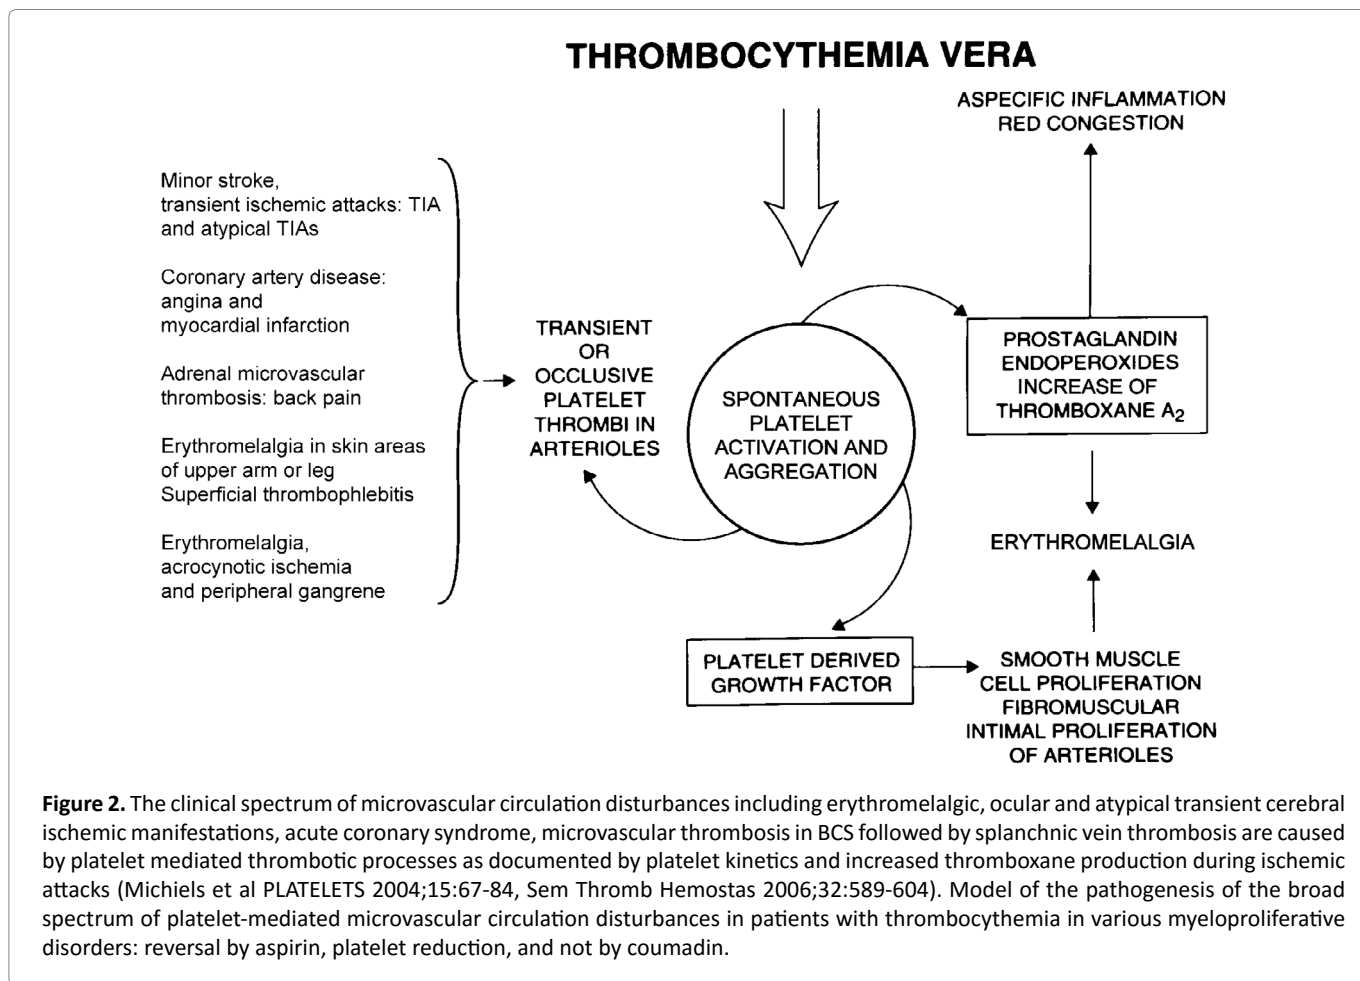 THROMBOCYTHEMIA VERA
ASPECIFIC INFLAMMATION
RED CONGESTION
Minor stroke,
transient ischemic attacks: TIA
and atypical TIAs
Coronary artery disease:
angina and
myocardial infarction
Adrenal microvascular
thrombosis: back pain
Erythromelalgia in skin areas
of upper arm or leg
Superficial thrombophlebitis
Erythromelalgia,
acrocynotic ischemia
and peripheral gangrene
TRANSIENT
OR
OCCLUSIVE
PLATELET
THROMBI IN
ARTERIOLES
SPONTANEOUS
PLATELET
ACTIVATION AND
AGGREGATION
PROSTAGLANDIN
ENDOPEROXIDES
INCREASE OF
THROMBOXANE A2
ERYTHROMELALGIA
PLATELET DERIVED
GROWTH FACTOR
SMOOTH MUSCLE
CELL PROLIFERATION
FIBROMUSCULAR
INTIMAL PROLIFERATION
OF ARTERIOLES
Figure 2. The clinical spectrum of microvascular circulation disturbances including erythromelalgic, ocular and atypical transient cerebral
ischemic manifestations, acute coronary syndrome, microvascular thrombosis in BCS followed by splanchnic vein thrombosis are caused
by platelet mediated thrombotic processes as documented by platelet kinetics and increased thromboxane production during ischemic
attacks (Michiels et al PLATELETS 2004;15:67-84, Sem Thromb Hemostas 2006;32:589-604). Model of the pathogenesis of the broad
spectrum of platelet-mediated microvascular circulation disturbances in patients with thrombocythemia in various myeloproliferative
disorders: reversal by aspirin, platelet reduction, and not by coumadin.